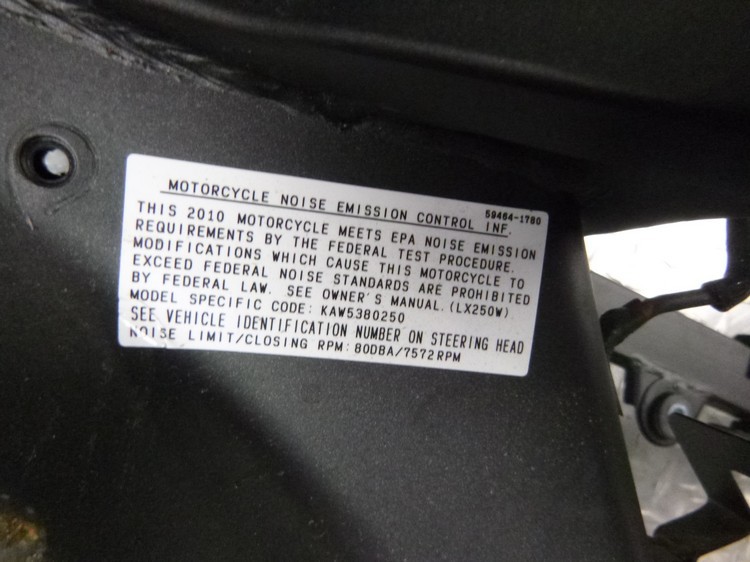 59464-1780
MOTORCYCLE NOISE EMISSION CONTROL INF.
THIS 2010 MOTORCYCLE MEETS EPA NOISE EMISSION
REQUIREMENTS BY THE FEDERAL TEST PROCEDURE.
MODIFICATIONS WHICH CAUSE THIS MOTORCYCLE TO
EXCEED FEDERAL NOISE STANDARDS ARE PROHIBITED
BY FEDERAL LAW. SEE OWNER'S MANUAL. (LX250W)
MODEL SPECIFIC CODE: KAW5380250
SEE VEHICLE IDENTIFICATION NUMBER ON STEERING HEAD
NOISE LIMIT/CLOSING RPM: 80DBA/7572RPM